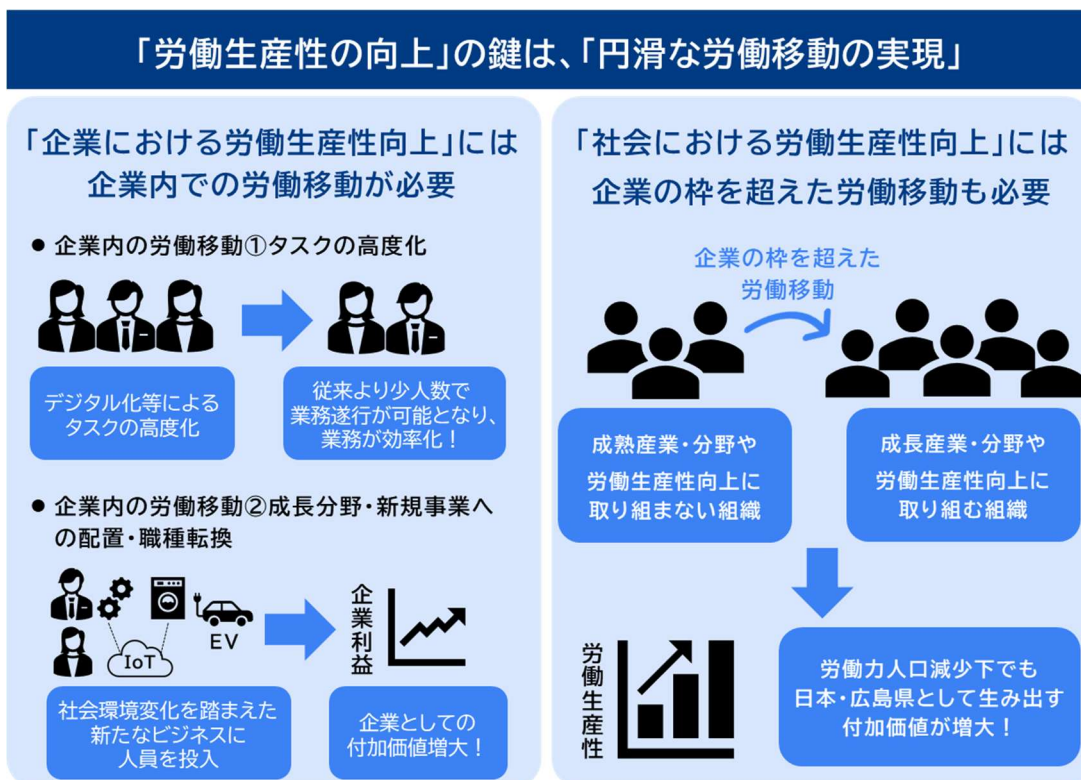 「労働生産性の向上」の鍵は、「円滑な労働移動の実現」
「企業における労働生産性向上」には
企業内での労働移動が必要
● 企業内の労働移動①タスクの高度化
デジタル化等による
タスクの高度化
従来より少人数で
業務遂行が可能となり、
業務が効率化！
● 企業内の労働移動②成長分野・新規事業へ
の配置・職種転換
IoT
EV
企業利益
社会環境変化を踏まえた
新たなビジネスに
人員を投入
企業としての
付加価値増大！
「社会における労働生産性向上」には
企業の枠を超えた労働移動も必要
企業の枠を超えた
労働移動
成熟産業・分野や
労働生産性向上に
取り組まない組織
成長産業・分野や
労働生産性向上に
取り組む組織
労働生産性
労働力人口減少下でも
日本・広島県として生み出す
付加価値が増大！